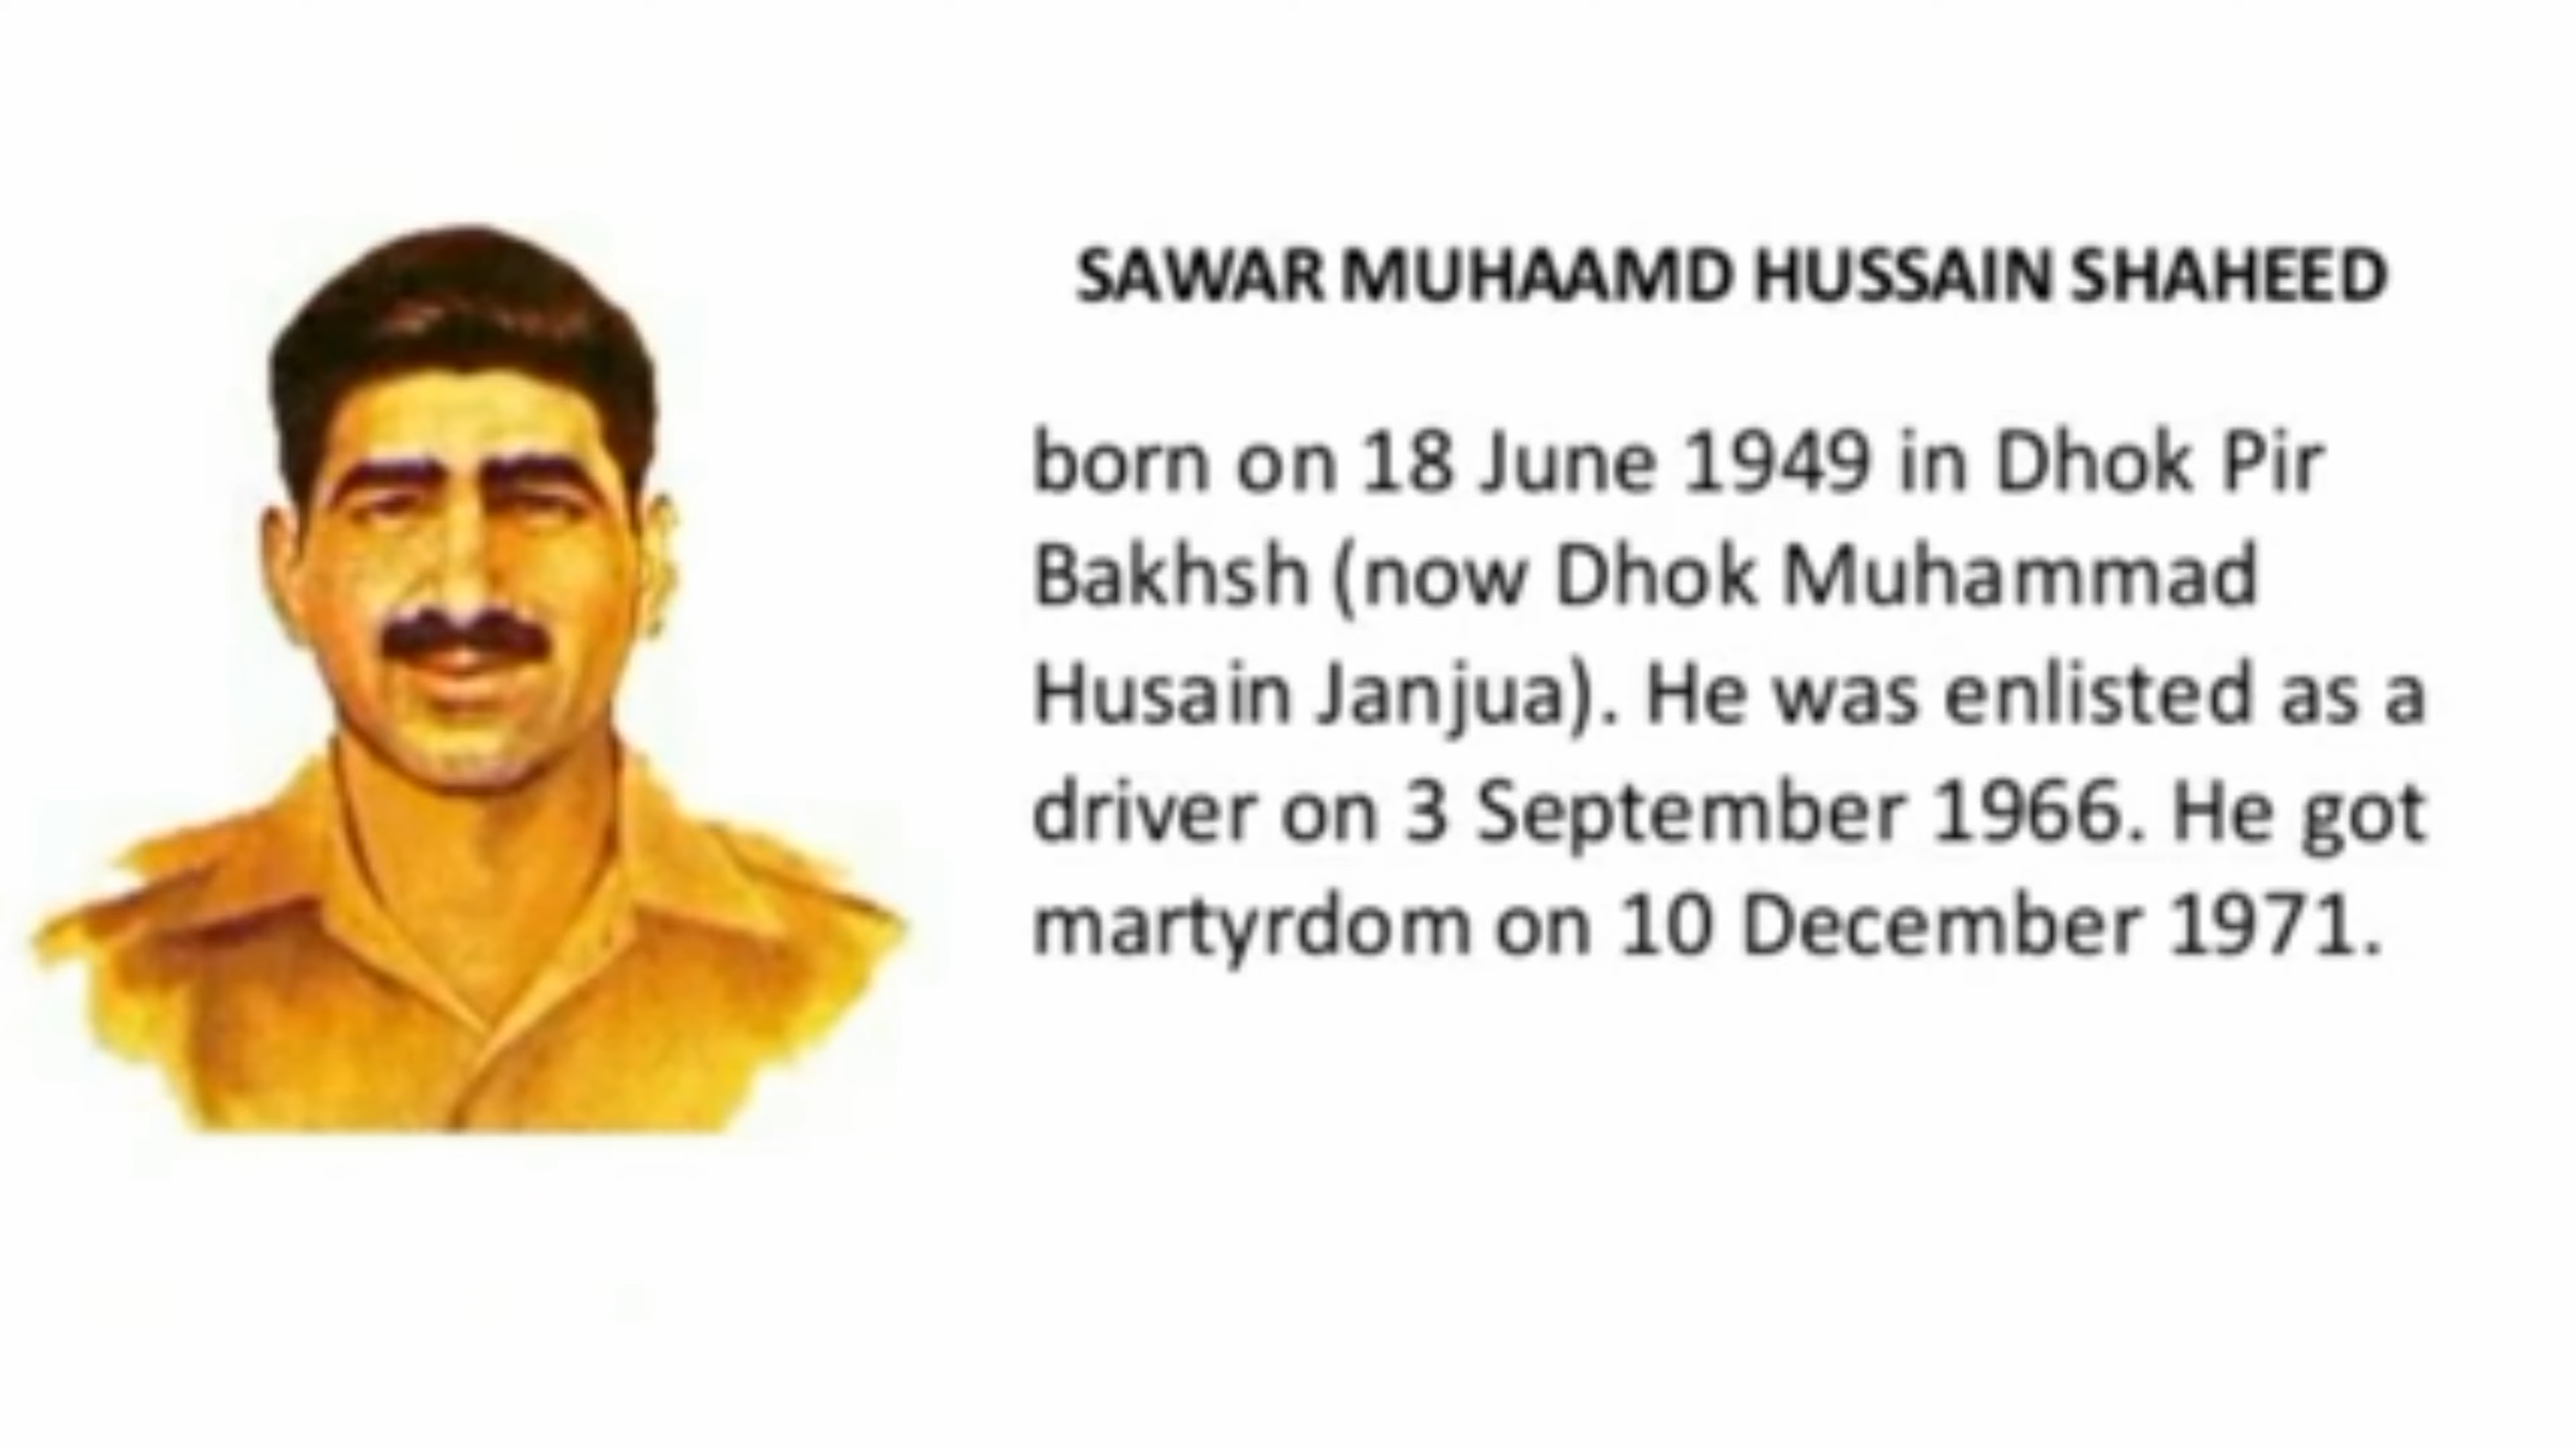 SAWAR MUHAAMD HUSSAIN SHAHEED
born on 18 June 1949 in Dhok Pir
Bakhsh (now Dhok Muhammad
Husain Janjua). He was enlisted as a
driver on 3 September 1966. He got
martyrdom on 10 December 1971.